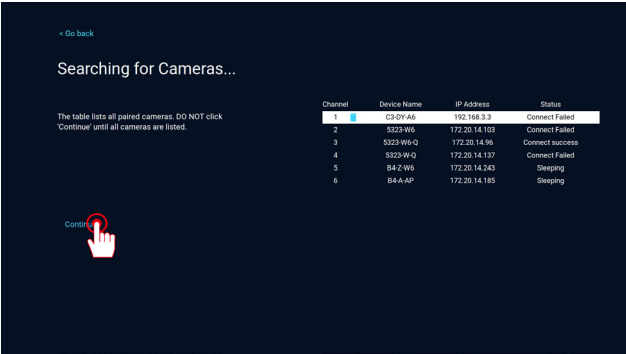 < Go back
Searching for Cameras...
The table lists all paired cameras. DO NOT click
'Continue' until all cameras are listed.
Channel Device Name IP Address Status
1 C3-DY-A6 192.168.3.3 Connect Failed
2 5323-W6 172.20.14.103 Connect Failed
3 5323-W6-Q 172.20.14.96 Connect success
4 5323-W-Q 172.20.14.137 Connect Failed
5 B4-Z-W6 172.20.14.243 Sleeping
6 B4-A-AP 172.20.14.185 Sleeping
Continue